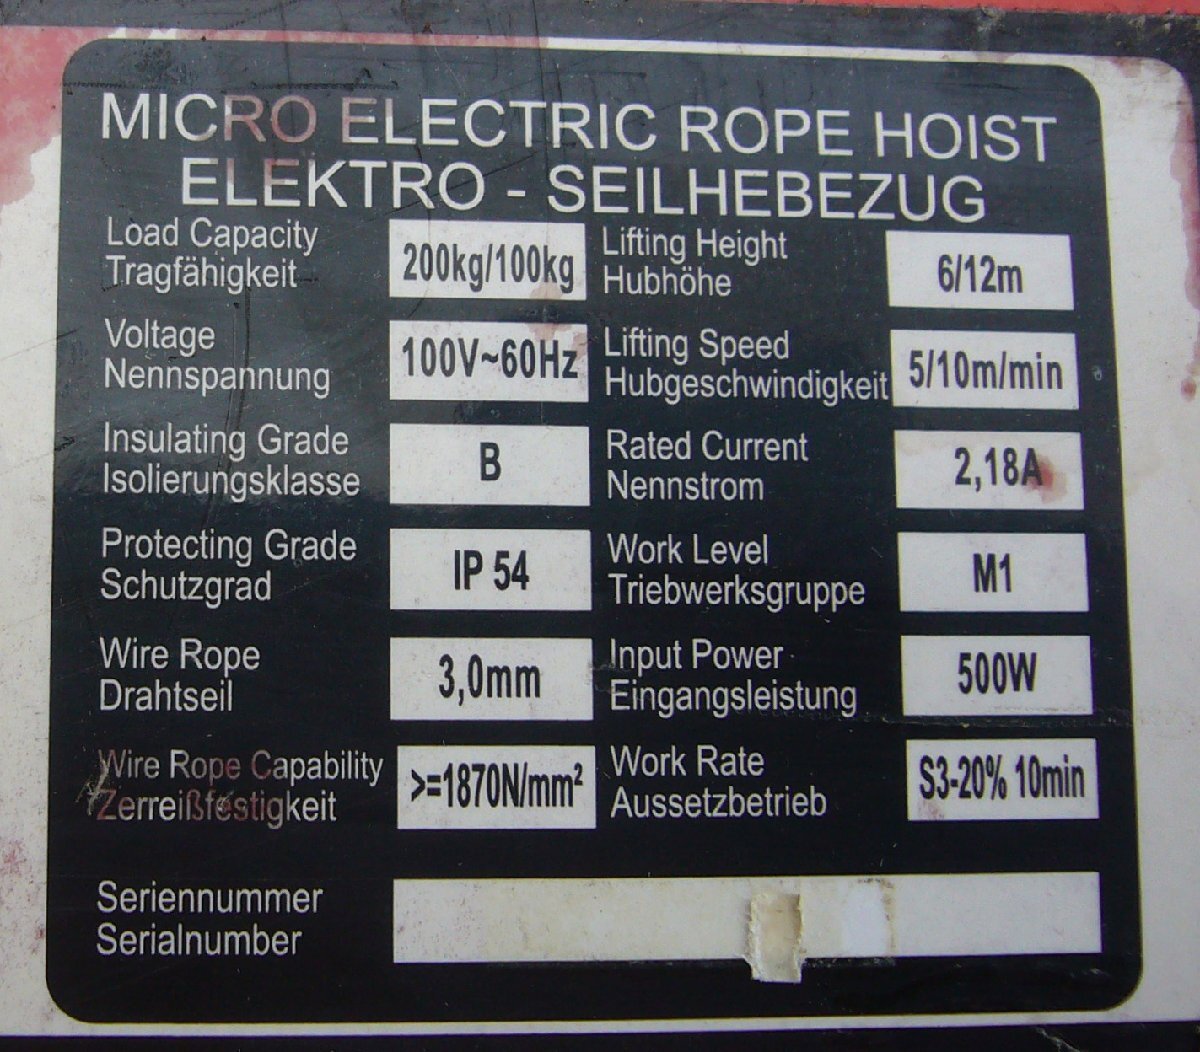 MICRO ELECTRIC ROPE HOIST
ELEKTRO - SEILHEBEZUG
Load Capacity
Tragfähigkeit
200kg/100kg
Lifting Height
Hubhöhe
6/12m
Voltage
Nennspannung
100V~60Hz
Lifting Speed
Hubgeschwindigkeit
5/10m/min
Insulating Grade
Isolierungsklasse
B
Rated Current
Nennstrom
2,18A
Protecting Grade
Schutzgrad
IP 54
Work Level
Triebwerksgruppe
M1
Wire Rope
Drahtseil
3,0mm
Input Power
Eingangsleistung
500W
Wire Rope Capability
Zerreißfestigkeit
>=1870N/mm²
Work Rate
Aussetzbetrieb
S3-20% 10min
Seriennummer
Serialnumber